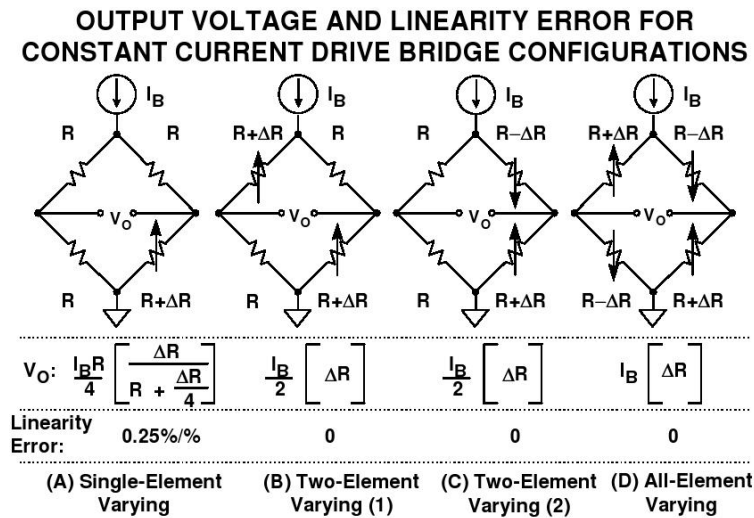 OUTPUT VOLTAGE AND LINEARITY ERROR FOR
CONSTANT CURRENT DRIVE BRIDGE CONFIGURATIONS
I_B I_B I_B I_B
R R R+ΔR R R R−ΔR R+ΔR R−ΔR
V_O V_O V_O V_O
R R+ΔR R R+ΔR R R+ΔR R−ΔR R+ΔR
V_O: I_B R/4 [ΔR / (R + ΔR/4)] I_B/2 [ΔR] I_B/2 [ΔR] I_B [ΔR]
Linearity
Error: 0.25%/% 0 0 0
(A) Single-Element (B) Two-Element (C) Two-Element (D) All-Element
Varying Varying (1) Varying (2) Varying